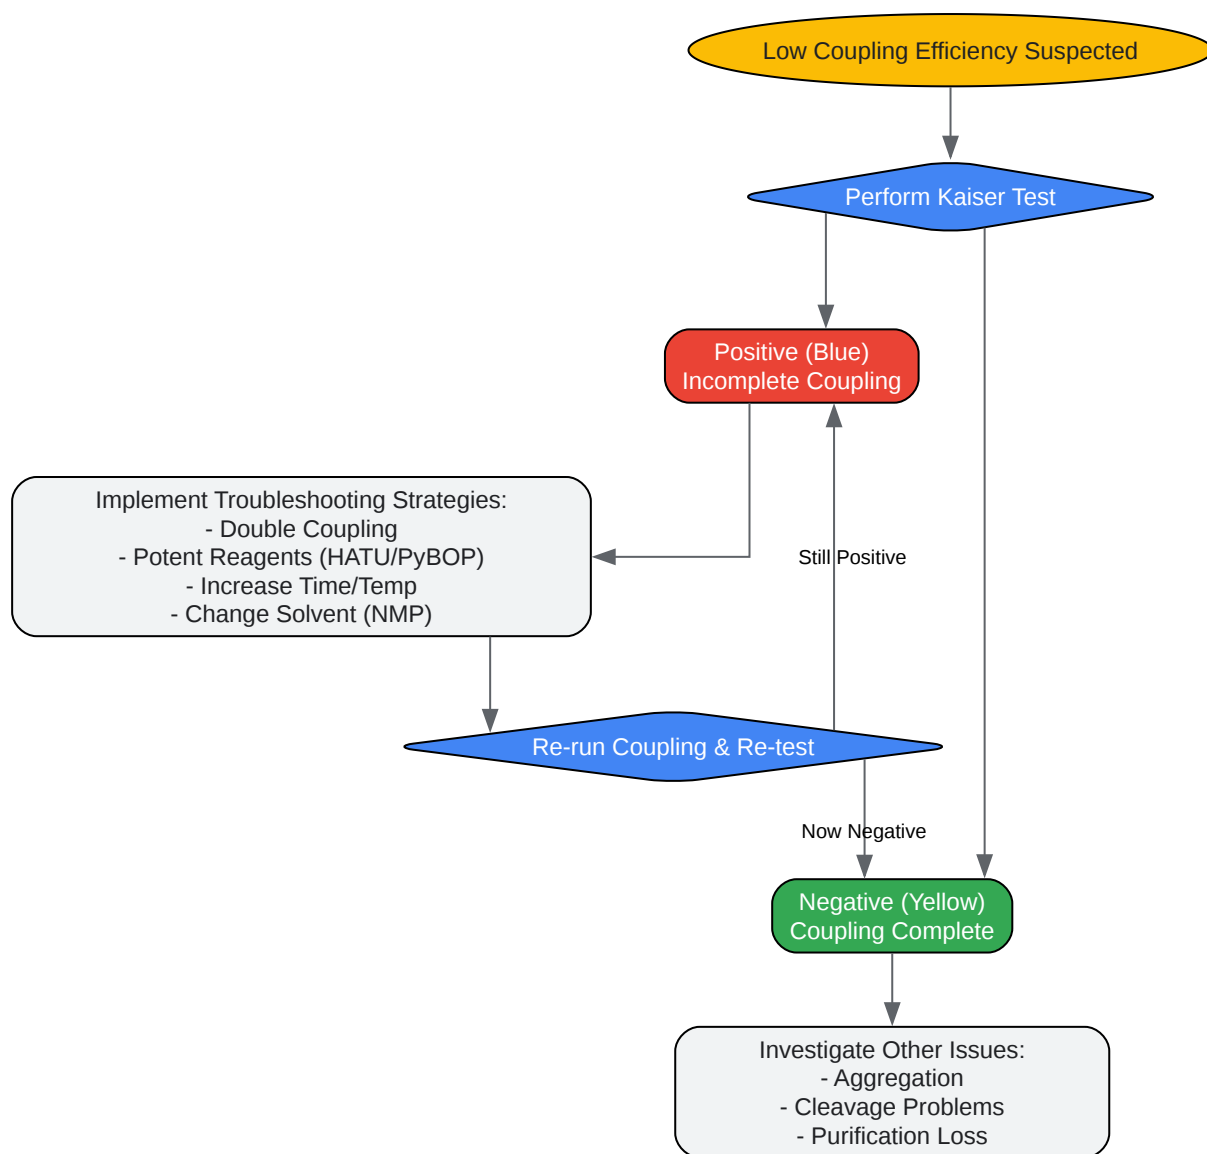 Low Coupling Efficiency Suspected
Perform Kaiser Test
Positive (Blue)
Incomplete Coupling
Implement Troubleshooting Strategies:
- Double Coupling
- Potent Reagents (HATU/PyBOP)
- Increase Time/Temp
- Change Solvent (NMP)
Still Positive
Re-run Coupling & Re-test
Now Negative
Negative (Yellow)
Coupling Complete
Investigate Other Issues:
- Aggregation
- Cleavage Problems
- Purification Loss